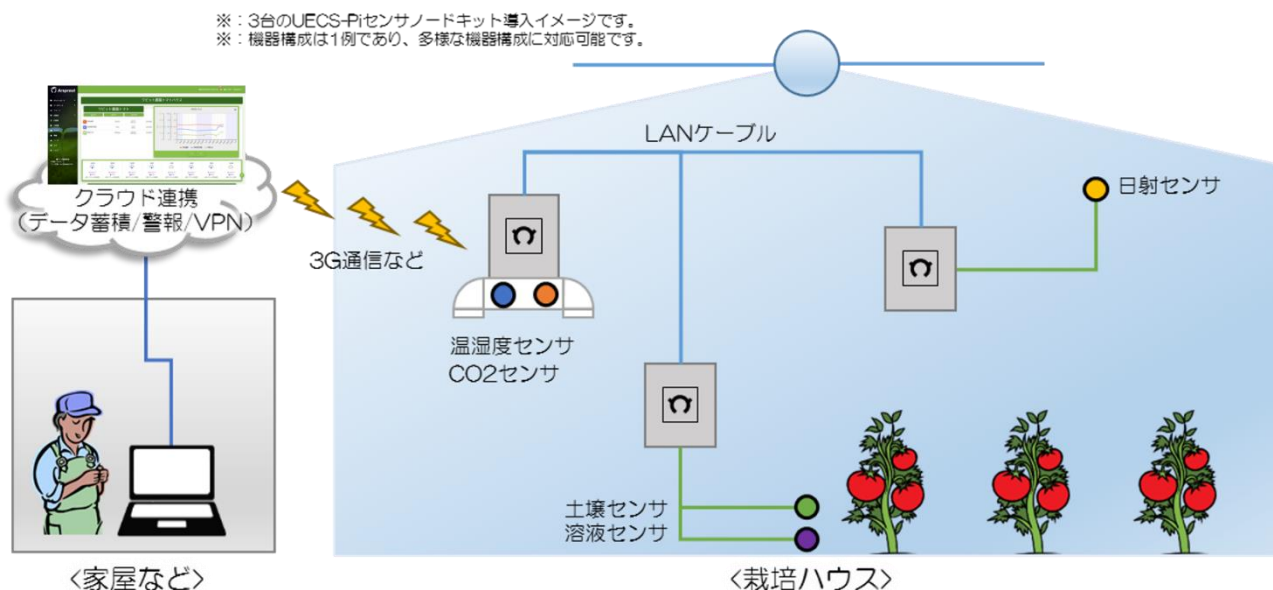 ※：3台のUECS-Piセンサノードキット導入イメージです。
※：機器構成は1例であり、多様な機器構成に対応可能です。
LANケーブル
日射センサ
クラウド連携
（データ蓄積/警報/VPN）
3G通信など
温湿度センサ
CO2センサ
土壌センサ
溶液センサ
<家屋など>
<栽培ハウス>